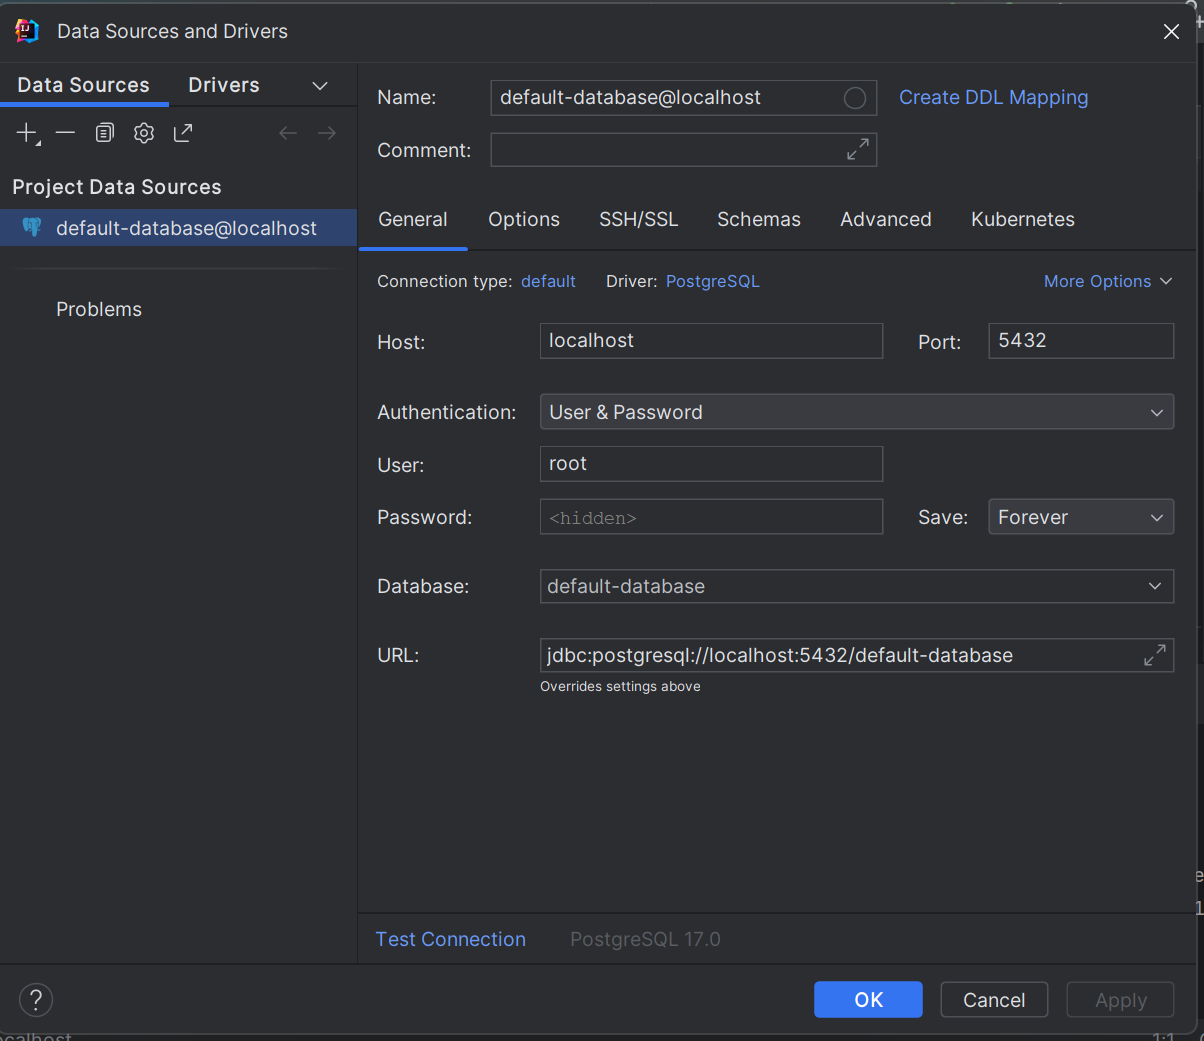 Data Sources and Drivers
Data Sources Drivers
Project Data Sources
default-database@localhost
Problems
Name: default-database@localhost Create DDL Mapping
Comment:
General Options SSH/SSL Schemas Advanced Kubernetes
Connection type: default Driver: PostgreSQL More Options
Host: localhost Port: 5432
Authentication: User & Password
User: root
Password: <hidden> Save: Forever
Database: default-database
URL: jdbc:postgresql://localhost:5432/default-database
Overrides settings above
Test Connection PostgreSQL 17.0
? OK Cancel Apply